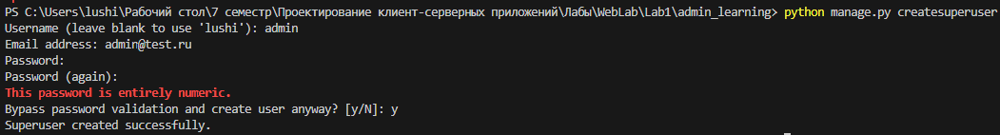 PS C:\Users\lushi\Рабочий стол\7 семестр\Проектирование клиент-серверных приложений\Лабы\WebLab\Lab1\admin_learning> python manage.py createsuperuser
Username (leave blank to use 'lushi'): admin
Email address: admin@test.ru
Password:
Password (again):
This password is entirely numeric.
Bypass password validation and create user anyway? [y/N]: y
Superuser created successfully.